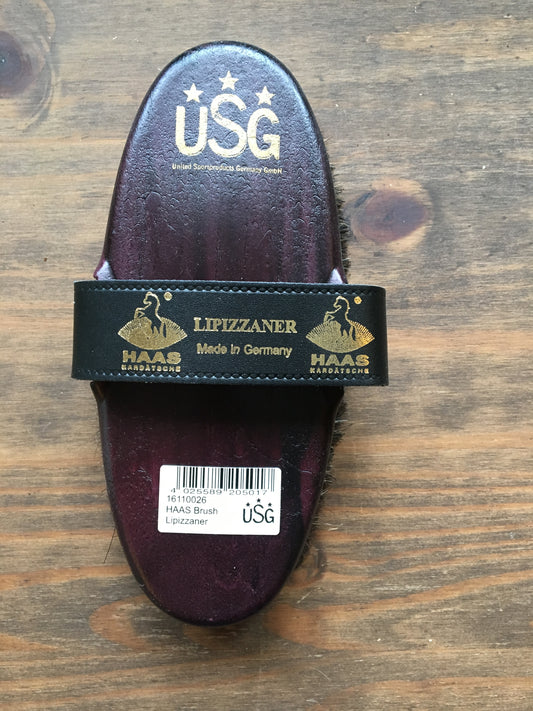 USG
United Sportproducts Germany GmbH
®
HAAS
KARDÄTSCHE
LIPIZZANER
Made in Germany
®
HAAS
KARDÄTSCHE
4 025589 205017
16110026
HAAS Brush
Lipizzaner
USG